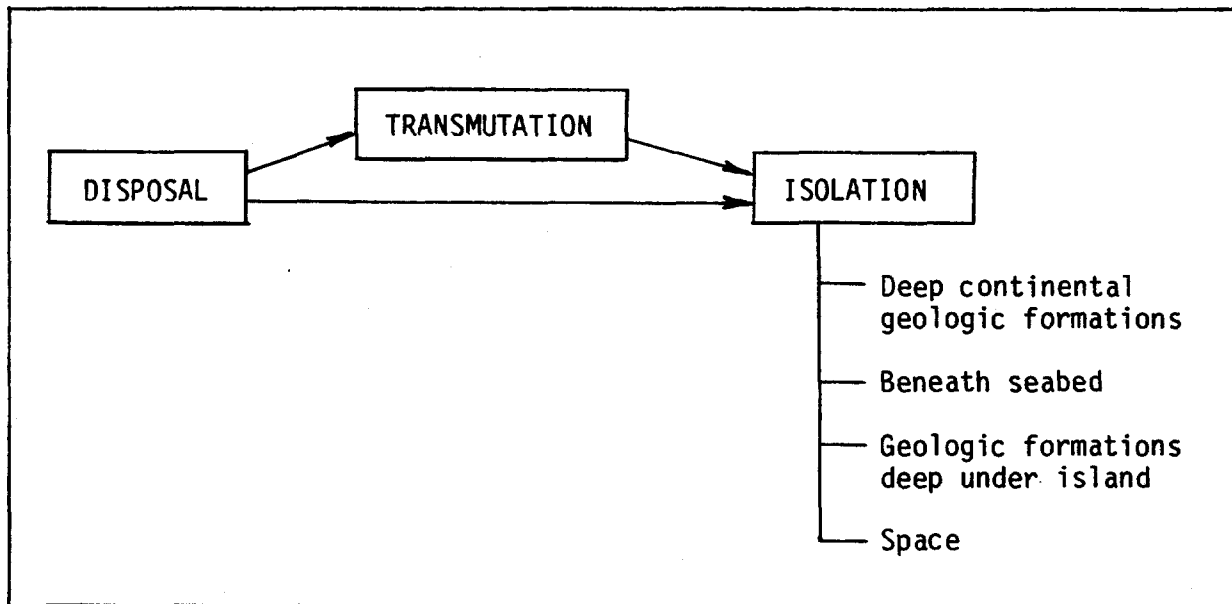 TRANSMUTATION
DISPOSAL
ISOLATION
Deep continental
geologic formations
Beneath seabed
Geologic formations
deep under island
Space